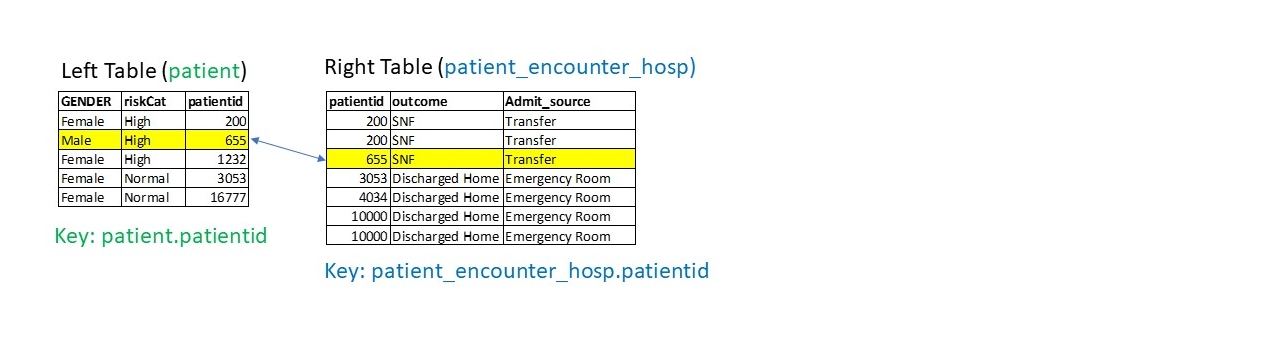 Left Table (patient)
GENDER riskCat patientid
Female High 200
Male High 655
Female High 1232
Female Normal 3053
Female Normal 16777
Key: patient.patientid
Right Table (patient_encounter_hosp)
patientid outcome Admit_source
200 SNF Transfer
200 SNF Transfer
655 SNF Transfer
3053 Discharged Home Emergency Room
4034 Discharged Home Emergency Room
10000 Discharged Home Emergency Room
10000 Discharged Home Emergency Room
Key: patient_encounter_hosp.patientid